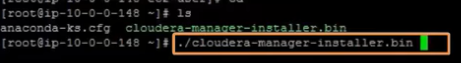 [root@ip-10-0-0-148 ~]# ls
anaconda-ks.cfg cloudera-manager-installer.bin
[root@ip-10-0-0-148 ~]# ./cloudera-manager-installer.bin